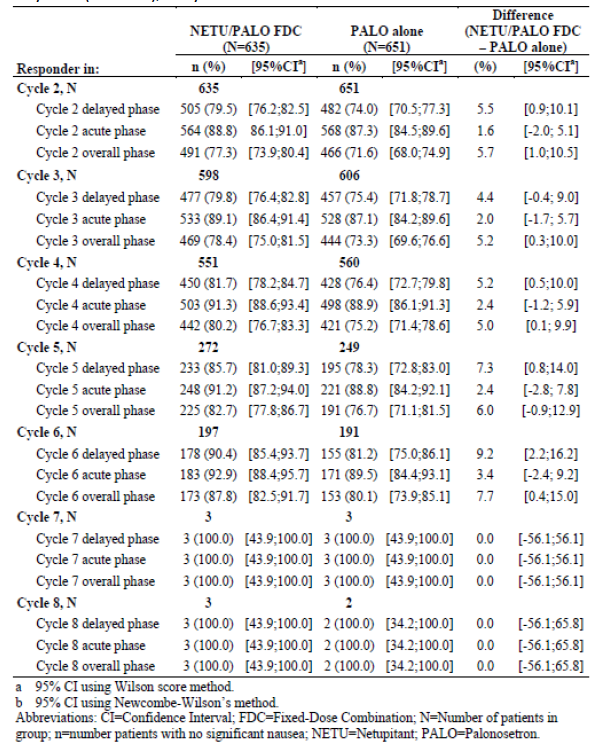 Difference
NETU/PALO FDC PALO alone (NETU/PALO FDC
(N=635) (N=651) – PALO alone)
Responder in: n (%) [95%CIª] n (%) [95%CIª] (%) [95%CIª]
Cycle 2, N 635 651
Cycle 2 delayed phase 505 (79.5) [76.2;82.5] 482 (74.0) [70.5;77.3] 5.5 [0.9;10.1]
Cycle 2 acute phase 564 (88.8) 86.1;91.0] 568 (87.3) [84.5;89.6] 1.6 [-2.0; 5.1]
Cycle 2 overall phase 491 (77.3) [73.9;80.4] 466 (71.6) [68.0;74.9] 5.7 [1.0;10.5]
Cycle 3, N 598 606
Cycle 3 delayed phase 477 (79.8) [76.4;82.8] 457 (75.4) [71.8;78.7] 4.4 [-0.4; 9.0]
Cycle 3 acute phase 533 (89.1) [86.4;91.4] 528 (87.1) [84.2;89.6] 2.0 [-1.7; 5.7]
Cycle 3 overall phase 469 (78.4) [75.0;81.5] 444 (73.3) [69.6;76.6] 5.2 [0.3;10.0]
Cycle 4, N 551 560
Cycle 4 delayed phase 450 (81.7) [78.2;84.7] 428 (76.4) [72.7;79.8] 5.2 [0.5;10.0]
Cycle 4 acute phase 503 (91.3) [88.6;93.4] 498 (88.9) [86.1;91.3] 2.4 [-1.2; 5.9]
Cycle 4 overall phase 442 (80.2) [76.7;83.3] 421 (75.2) [71.4;78.6] 5.0 [0.1; 9.9]
Cycle 5, N 272 249
Cycle 5 delayed phase 233 (85.7) [81.0;89.3] 195 (78.3) [72.8;83.0] 7.3 [0.8;14.0]
Cycle 5 acute phase 248 (91.2) [87.2;94.0] 221 (88.8) [84.2;92.1] 2.4 [-2.8; 7.8]
Cycle 5 overall phase 225 (82.7) [77.8;86.7] 191 (76.7) [71.1;81.5] 6.0 [-0.9;12.9]
Cycle 6, N 197 191
Cycle 6 delayed phase 178 (90.4) [85.4;93.7] 155 (81.2) [75.0;86.1] 9.2 [2.2;16.2]
Cycle 6 acute phase 183 (92.9) [88.4;95.7] 171 (89.5) [84.4;93.1] 3.4 [-2.4; 9.2]
Cycle 6 overall phase 173 (87.8) [82.5;91.7] 153 (80.1) [73.9;85.1] 7.7 [0.4;15.0]
Cycle 7, N 3 3
Cycle 7 delayed phase 3 (100.0) [43.9;100.0] 3 (100.0) [43.9;100.0] 0.0 [-56.1;56.1]
Cycle 7 acute phase 3 (100.0) [43.9;100.0] 3 (100.0) [43.9;100.0] 0.0 [-56.1;56.1]
Cycle 7 overall phase 3 (100.0) [43.9;100.0] 3 (100.0) [43.9;100.0] 0.0 [-56.1;56.1]
Cycle 8, N 3 2
Cycle 8 delayed phase 3 (100.0) [43.9;100.0] 2 (100.0) [34.2;100.0] 0.0 [-56.1;65.8]
Cycle 8 acute phase 3 (100.0) [43.9;100.0] 2 (100.0) [34.2;100.0] 0.0 [-56.1;65.8]
Cycle 8 overall phase 3 (100.0) [43.9;100.0] 2 (100.0) [34.2;100.0] 0.0 [-56.1;65.8]
a 95% CI using Wilson score method.
b 95% CI using Newcombe-Wilson's method.
Abbreviations: CI=Confidence Interval; FDC=Fixed-Dose Combination; N=Number of patients in
group; n=number patients with no significant nausea; NETU=Netupitant; PALO=Palonosetron.